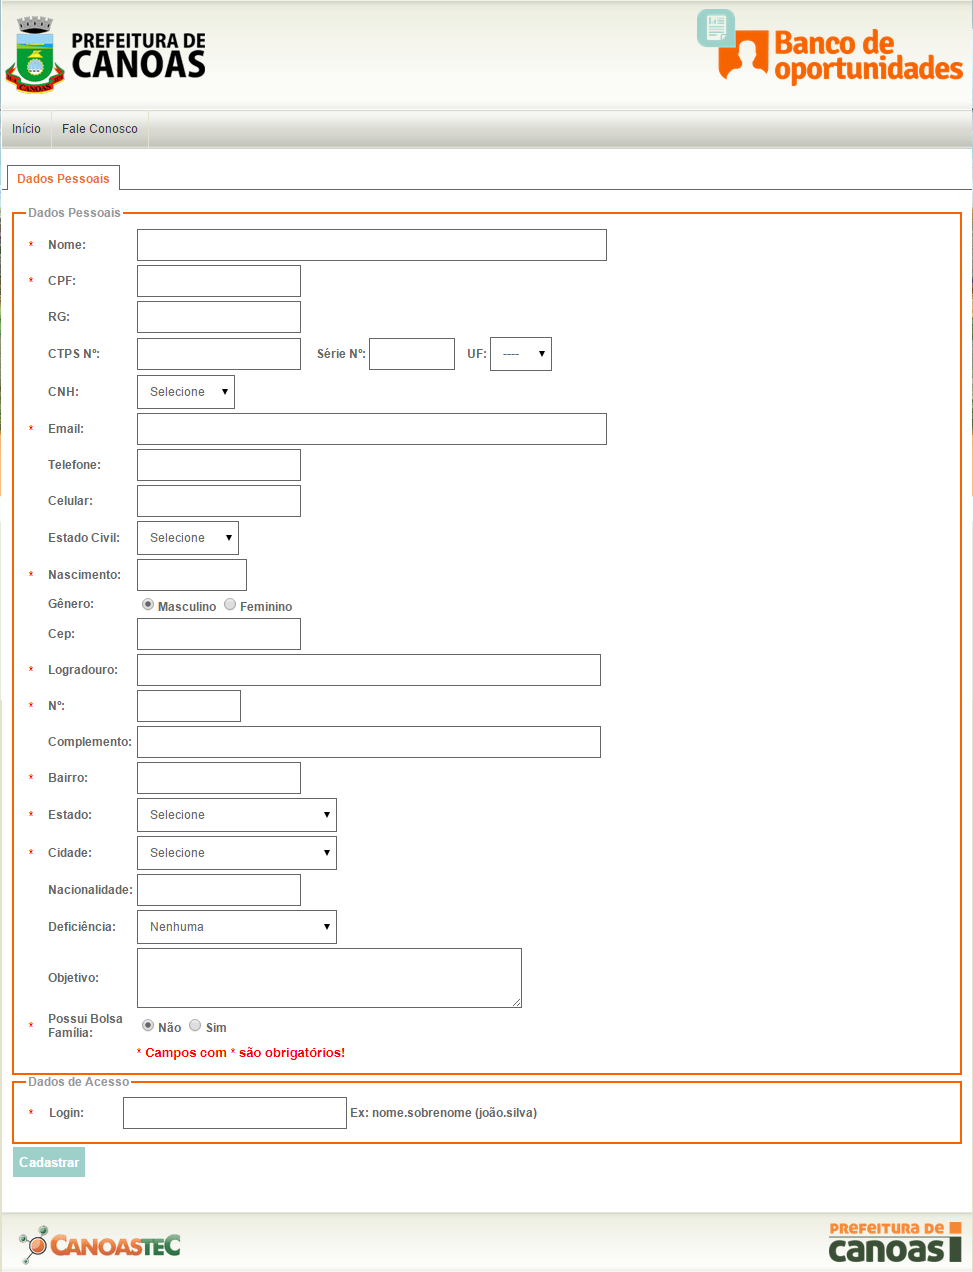 PREFEITURA DE
CANOAS
CANOAS
Banco de
oportunidades
Início Fale Conosco
Dados Pessoais
Dados Pessoais
* Nome:
* CPF:
RG:
CTPS Nº: Série Nº: UF: ----
CNH: Selecione
* Email:
Telefone:
Celular:
Estado Civil: Selecione
* Nascimento:
Gênero: Masculino Feminino
Cep:
* Logradouro:
* Nº:
Complemento:
* Bairro:
* Estado: Selecione
* Cidade: Selecione
Nacionalidade:
Deficiência: Nenhuma
Objetivo:
* Possui Bolsa
Família: Não Sim
* Campos com * são obrigatórios!
Dados de Acesso
* Login: Ex: nome.sobrenome (joão.silva)
Cadastrar
CANOASTEC
PREFEITURA DE
canoas